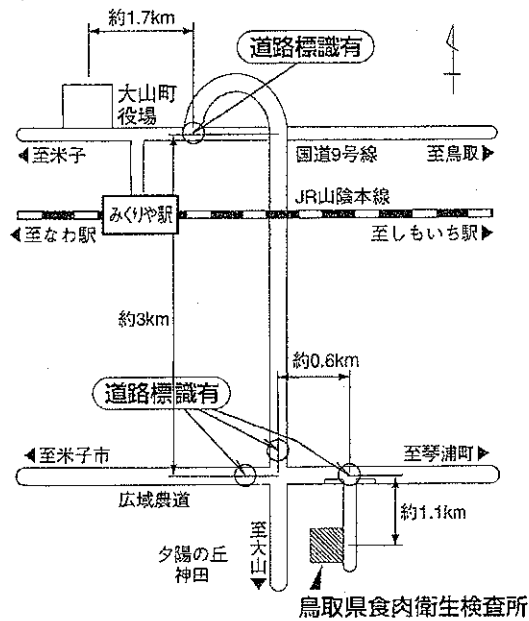 約1.7km
道路標識有
大山町
役場
◀至米子
国道9号線
至鳥取▶
みくりや駅
JR山陰本線
◀至なわ駅
至しもいち駅▶
約3km
約0.6km
道路標識有
◀至米子市
至琴浦町▶
広域農道
約1.1km
夕陽の丘
神田
至大山▼
鳥取県食肉衛生検査所